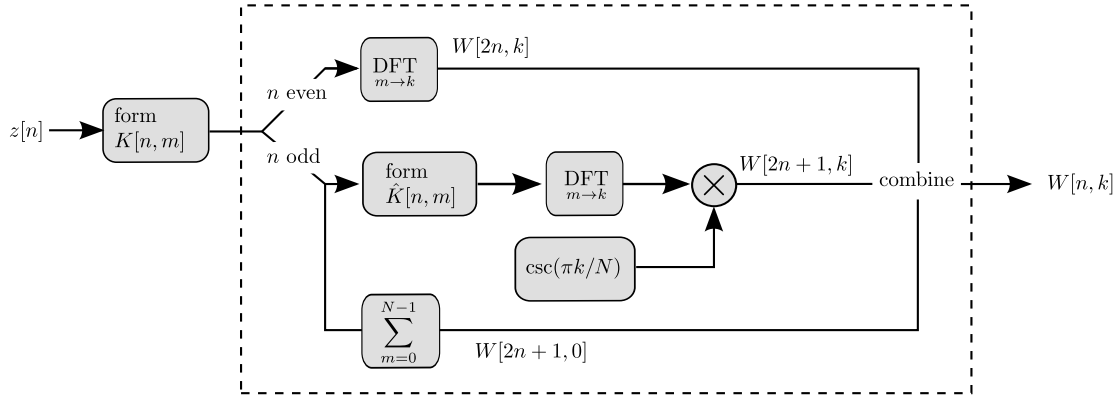 W[2n, k]
DFT
m→k
n even
z[n]
form
K[n, m]
n odd
form
K̂[n, m]
DFT
m→k
×
W[2n + 1, k]
combine
W[n, k]
csc(πk/N)
N−1
∑
m=0
W[2n + 1, 0]